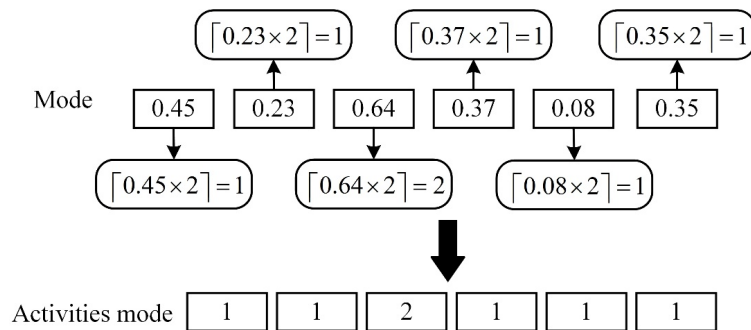 ⌈0.23×2⌉=1 ⌈0.37×2⌉=1 ⌈0.35×2⌉=1
Mode 0.45 0.23 0.64 0.37 0.08 0.35
⌈0.45×2⌉=1 ⌈0.64×2⌉=2 ⌈0.08×2⌉=1
Activities mode 1 1 2 1 1 1